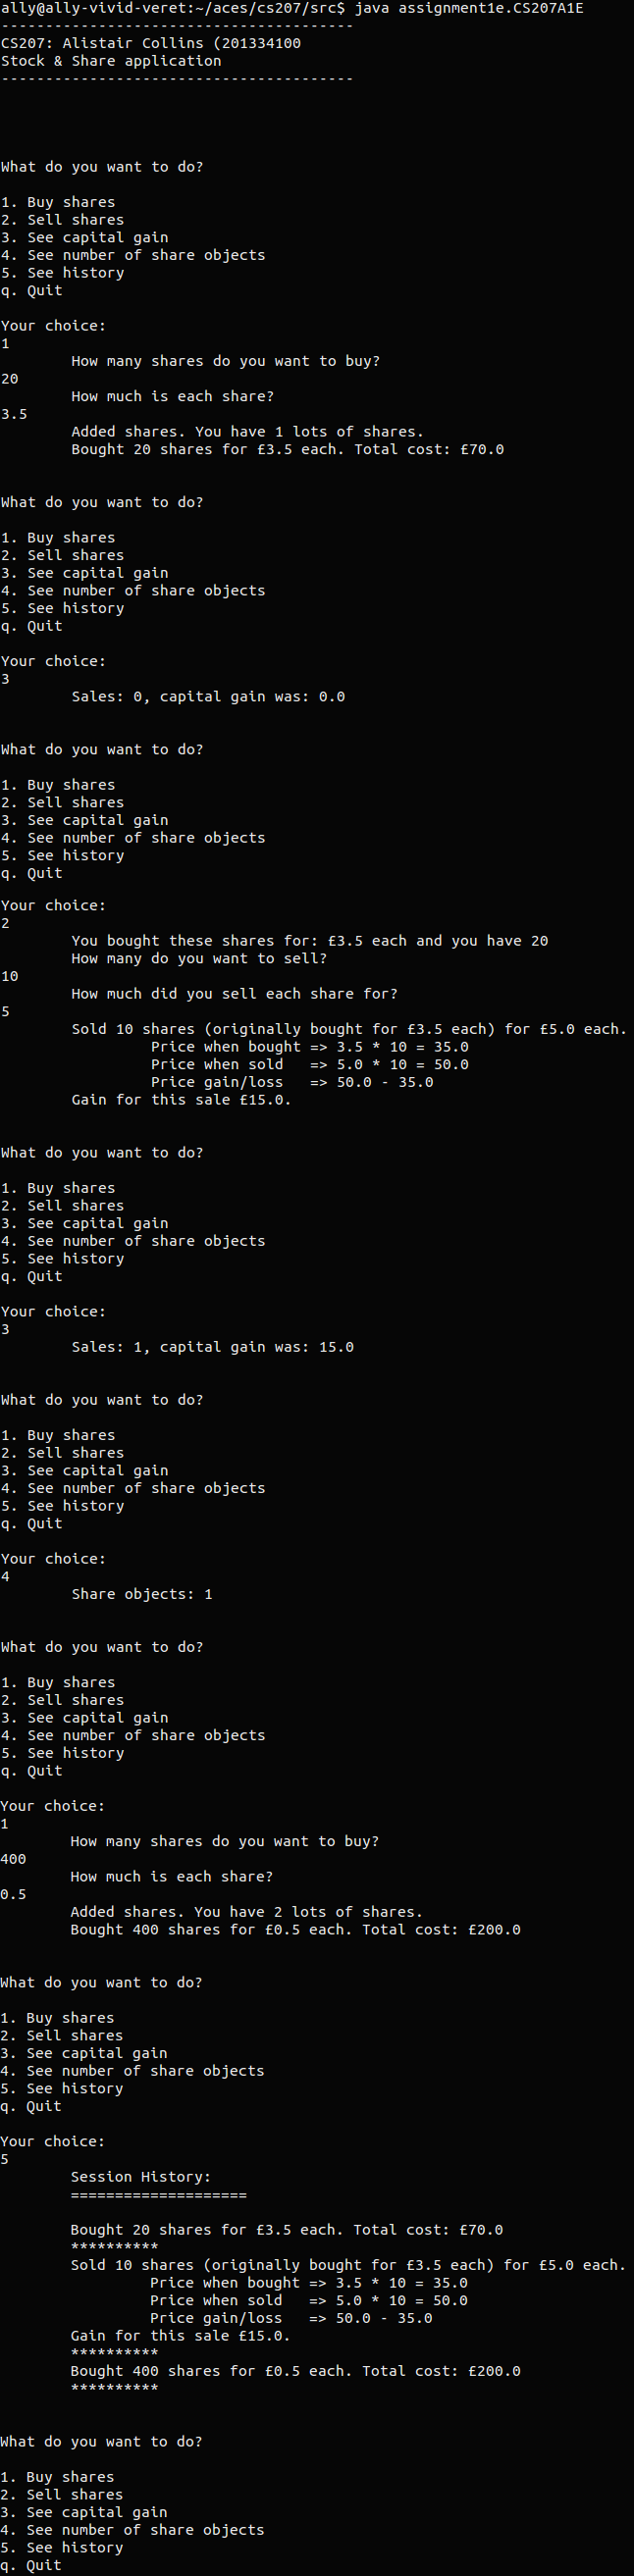 ally@ally-vivid-veret:~/aces/cs207/src$ java assignment1e.CS207A1E
----------------------------------------
CS207: Alistair Collins (201334100
Stock & Share application
----------------------------------------
What do you want to do?
1. Buy shares
2. Sell shares
3. See capital gain
4. See number of share objects
5. See history
q. Quit
Your choice:
1
How many shares do you want to buy?
20
How much is each share?
3.5
Added shares. You have 1 lots of shares.
Bought 20 shares for £3.5 each. Total cost: £70.0
What do you want to do?
1. Buy shares
2. Sell shares
3. See capital gain
4. See number of share objects
5. See history
q. Quit
Your choice:
3
Sales: 0, capital gain was: 0.0
What do you want to do?
1. Buy shares
2. Sell shares
3. See capital gain
4. See number of share objects
5. See history
q. Quit
Your choice:
2
You bought these shares for: £3.5 each and you have 20
How many do you want to sell?
10
How much did you sell each share for?
5
Sold 10 shares (originally bought for £3.5 each) for £5.0 each.
Price when bought => 3.5 * 10 = 35.0
Price when sold   => 5.0 * 10 = 50.0
Price gain/loss   => 50.0 - 35.0
Gain for this sale £15.0.
What do you want to do?
1. Buy shares
2. Sell shares
3. See capital gain
4. See number of share objects
5. See history
q. Quit
Your choice:
3
Sales: 1, capital gain was: 15.0
What do you want to do?
1. Buy shares
2. Sell shares
3. See capital gain
4. See number of share objects
5. See history
q. Quit
Your choice:
4
Share objects: 1
What do you want to do?
1. Buy shares
2. Sell shares
3. See capital gain
4. See number of share objects
5. See history
q. Quit
Your choice:
1
How many shares do you want to buy?
400
How much is each share?
0.5
Added shares. You have 2 lots of shares.
Bought 400 shares for £0.5 each. Total cost: £200.0
What do you want to do?
1. Buy shares
2. Sell shares
3. See capital gain
4. See number of share objects
5. See history
q. Quit
Your choice:
5
Session History:
====================
Bought 20 shares for £3.5 each. Total cost: £70.0
**********
Sold 10 shares (originally bought for £3.5 each) for £5.0 each.
Price when bought => 3.5 * 10 = 35.0
Price when sold   => 5.0 * 10 = 50.0
Price gain/loss   => 50.0 - 35.0
Gain for this sale £15.0.
**********
Bought 400 shares for £0.5 each. Total cost: £200.0
**********
What do you want to do?
1. Buy shares
2. Sell shares
3. See capital gain
4. See number of share objects
5. See history
q. Quit